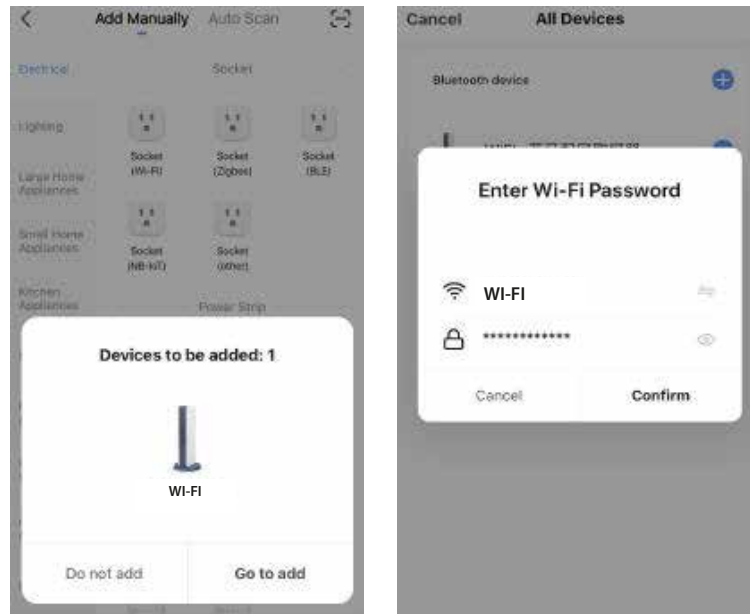 Add Manually Auto Scan
Electrical
Socket
Lighting
Large Home
Appliances
Small Home
Appliances
Kitchen
Appliances
Socket
(Wi-Fi)
Socket
(Zigbee)
Socket
(BLE)
Socket
(NB-IoT)
Socket
(other)
Power Strip
Devices to be added: 1
WI-FI
Do not add
Go to add
Cancel
All Devices
Bluetooth device
Enter Wi-Fi Password
WI-FI
************
Cancel
Confirm